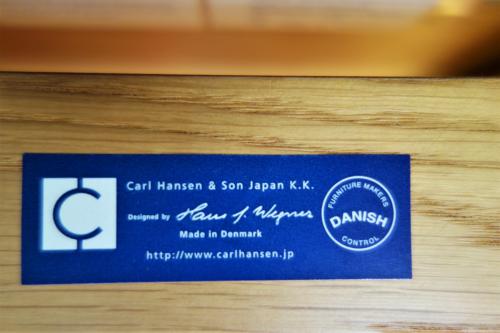 C
Carl Hansen & Son Japan K.K.
Designed by Hans J. Wegner
Made in Denmark
http://www.carlhansen.jp
FURNITURE MAKERS
DANISH
CONTROL